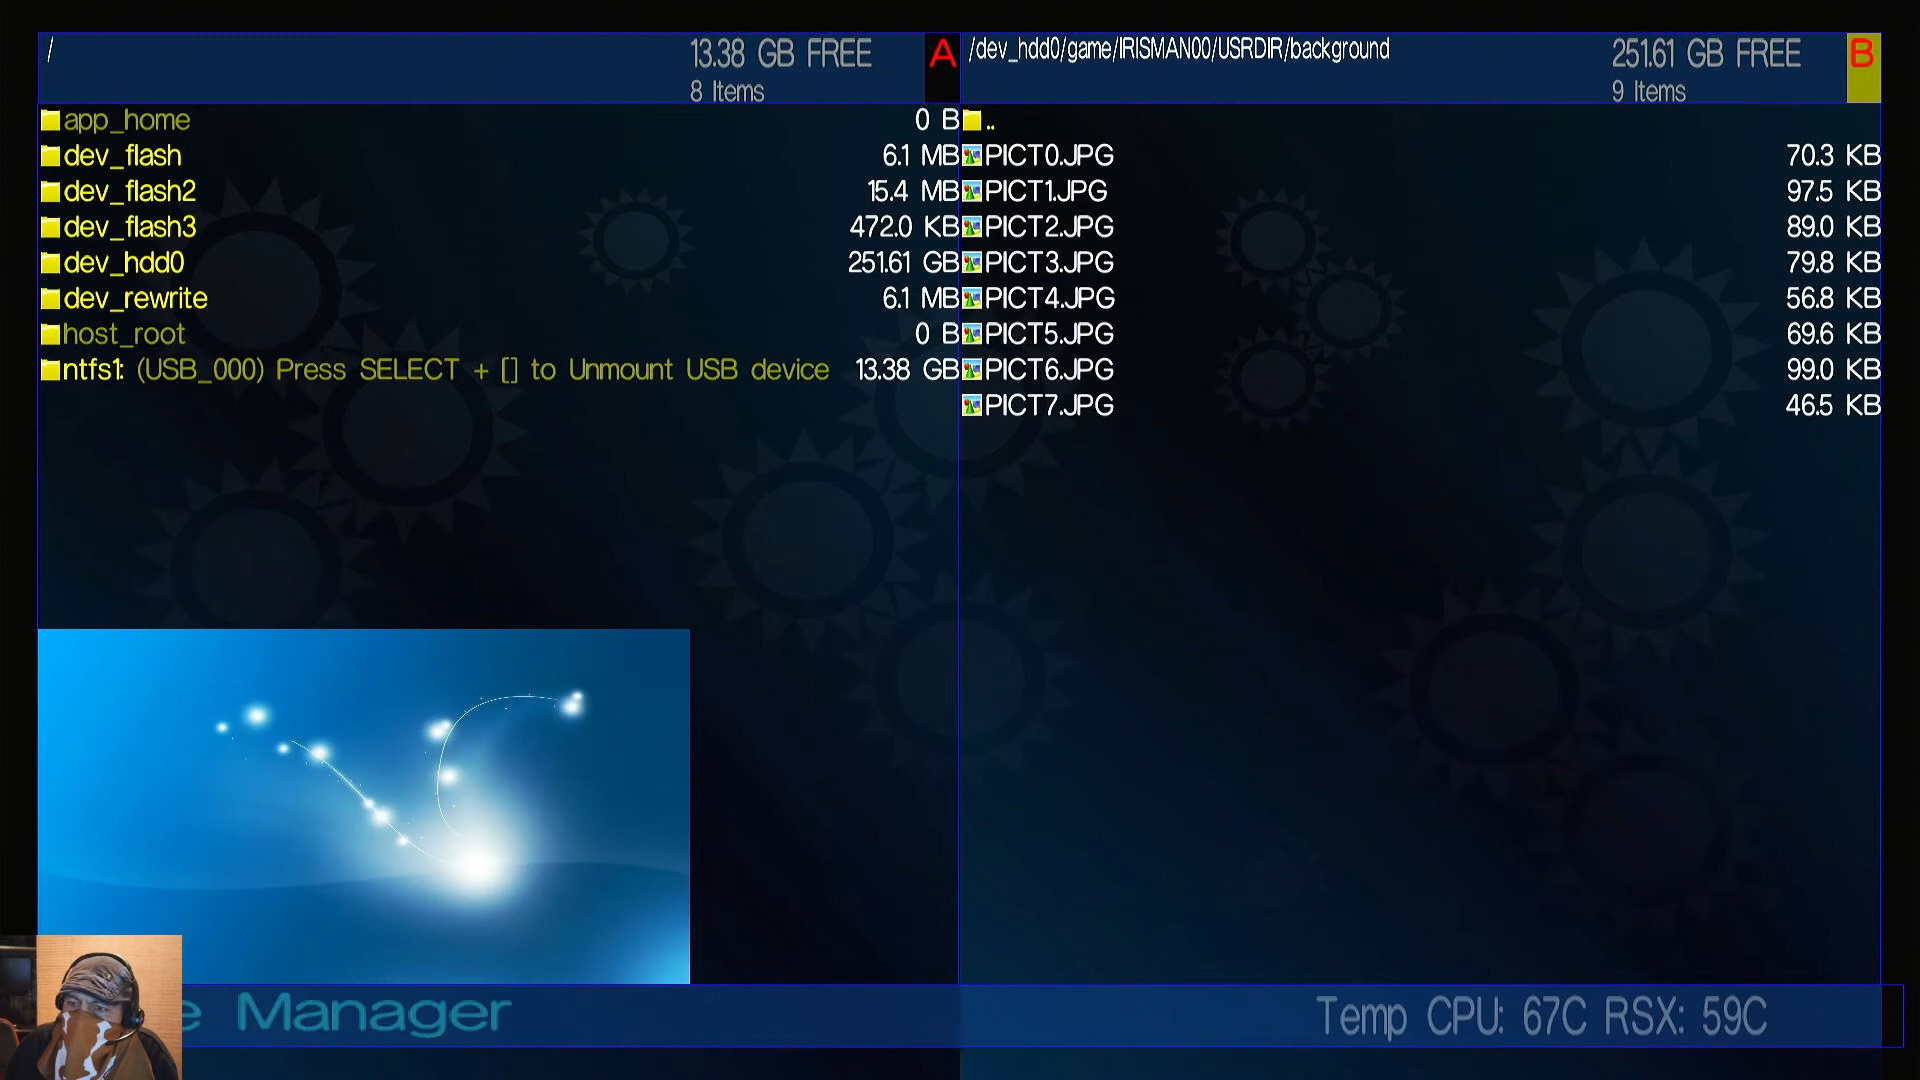 /
13.38 GB FREE
8 Items
A
app_home 0 B
dev_flash 6.1 MB
dev_flash2 15.4 MB
dev_flash3 472.0 KB
dev_hdd0 251.61 GB
dev_rewrite 6.1 MB
host_root 0 B
ntfs1: (USB_000) Press SELECT + [] to Unmount USB device 13.38 GB
/dev_hdd0/game/IRISMAN00/USRDIR/background
251.61 GB FREE
9 Items
B
..
PICT0.JPG 70.3 KB
PICT1.JPG 97.5 KB
PICT2.JPG 89.0 KB
PICT3.JPG 79.8 KB
PICT4.JPG 56.8 KB
PICT5.JPG 69.6 KB
PICT6.JPG 99.0 KB
PICT7.JPG 46.5 KB
e Manager
Temp CPU: 67C RSX: 59C